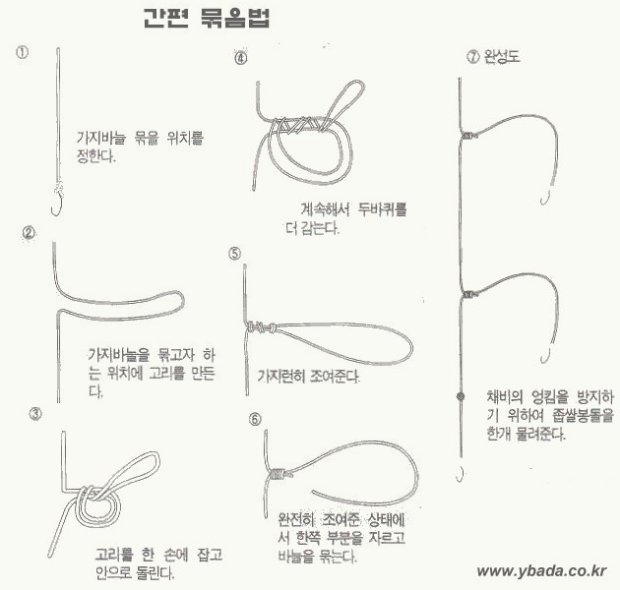 간편 묶음법
①
가지바늘 묶을 위치를
정한다.
②
가지바늘을 묶고자 하
는 위치에 고리를 만든
다.
③
고리를 한 손에 잡고
안으로 돌린다.
④
계속해서 두바퀴를
더 감는다.
⑤
가지런히 조여준다.
⑥
완전히 조여준 상태에
서 한쪽 부분을 자르고
바늘을 묶는다.
⑦ 완성도
채비의 엉킴을 방지하
기 위하여 좁쌀봉돌을
한개 물려준다.
www.ybada.co.kr